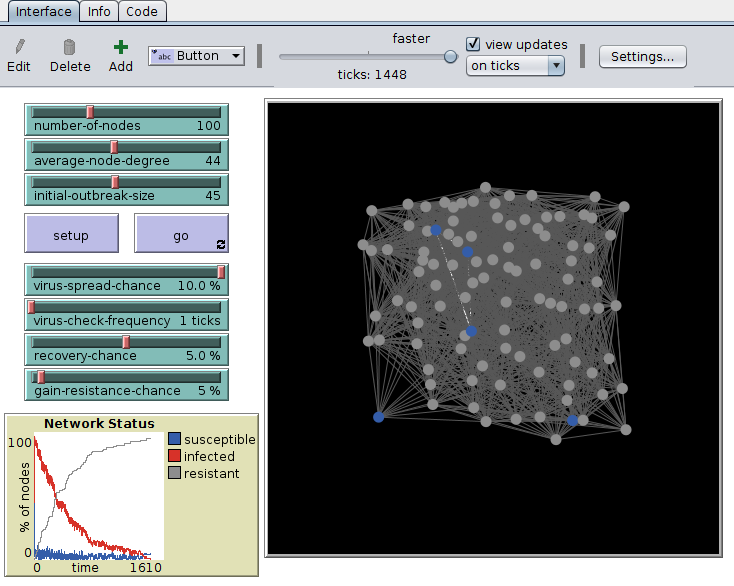 Interface Info Code
Edit Delete Add abc Button
faster
ticks: 1448
view updates
on ticks
Settings...
number-of-nodes 100
average-node-degree 44
initial-outbreak-size 45
setup go
virus-spread-chance 10.0 %
virus-check-frequency 1 ticks
recovery-chance 5.0 %
gain-resistance-chance 5 %
Network Status
100
% of nodes
0
0 time 1610
susceptible
infected
resistant